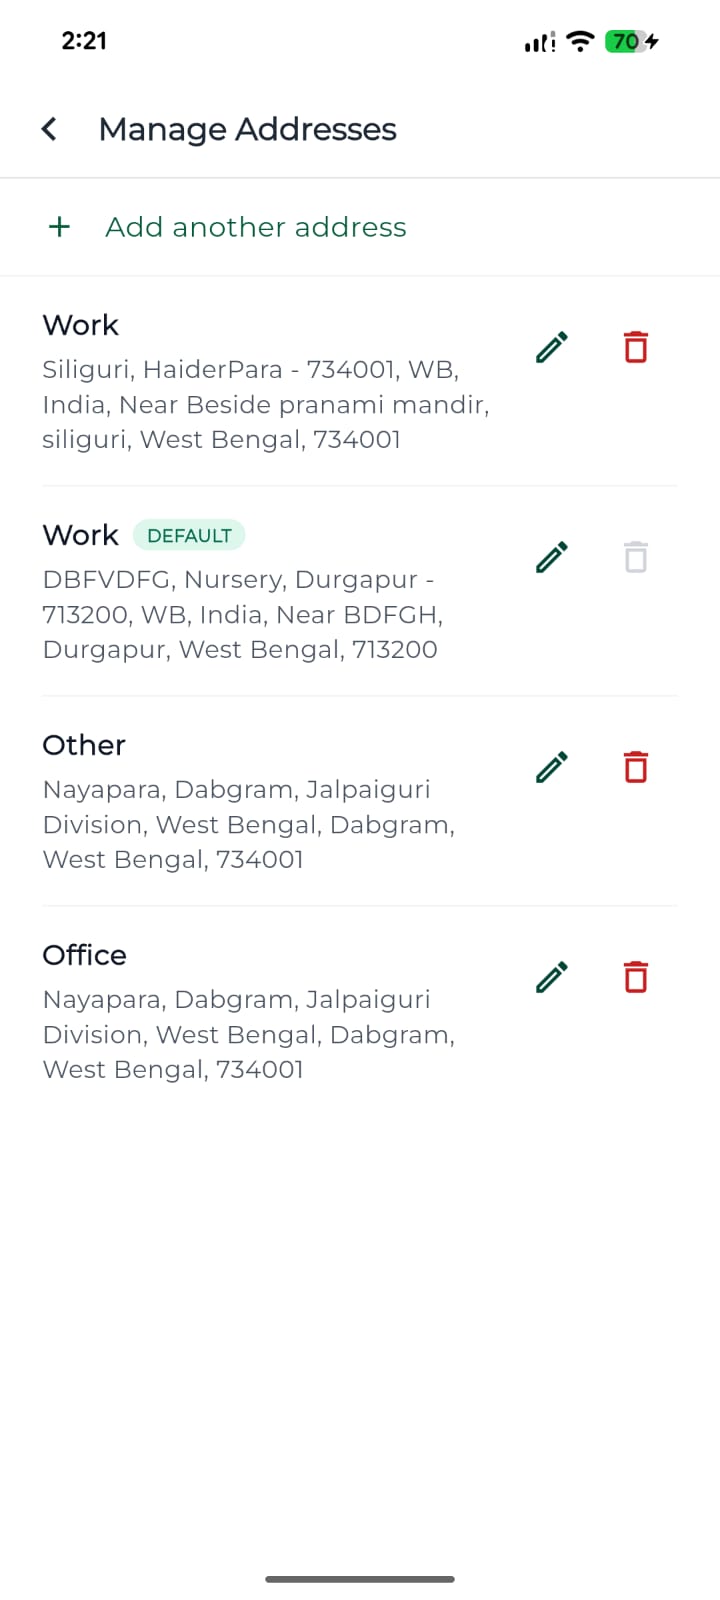 2:21
70
Manage Addresses
+ Add another address
Work
Siliguri, HaiderPara - 734001, WB,
India, Near Beside pranami mandir,
siliguri, West Bengal, 734001
Work DEFAULT
DBFVDFG, Nursery, Durgapur -
713200, WB, India, Near BDFGH,
Durgapur, West Bengal, 713200
Other
Nayapara, Dabgram, Jalpaiguri
Division, West Bengal, Dabgram,
West Bengal, 734001
Office
Nayapara, Dabgram, Jalpaiguri
Division, West Bengal, Dabgram,
West Bengal, 734001